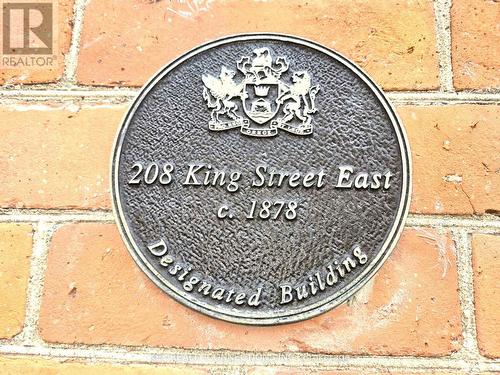 REALTOR
208 King Street East
c. 1878
Designated Building